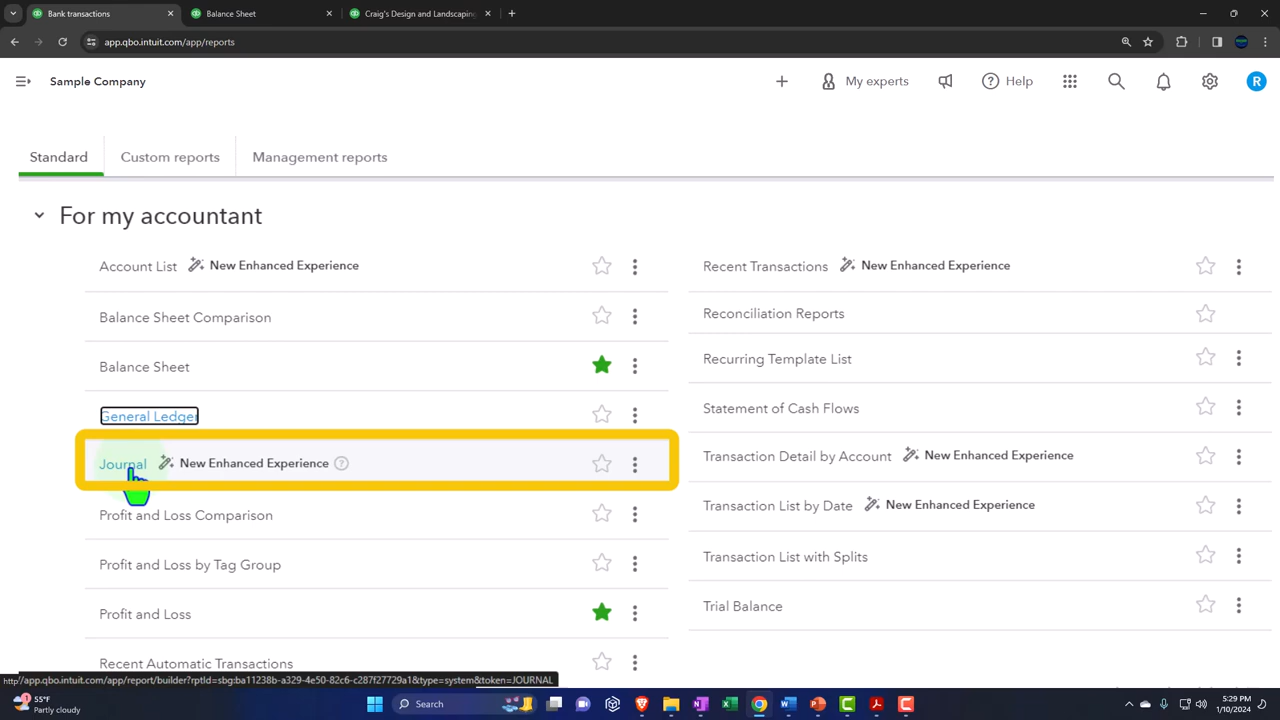 Bank transactions
Balance Sheet
Craig's Design and Landscaping
app.qbo.intuit.com/app/reports
Sample Company
My experts
Help
R
Standard
Custom reports
Management reports
For my accountant
Account List New Enhanced Experience
Balance Sheet Comparison
Balance Sheet
General Ledger
Journal New Enhanced Experience
Profit and Loss Comparison
Profit and Loss by Tag Group
Profit and Loss
Recent Automatic Transactions
Recent Transactions New Enhanced Experience
Reconciliation Reports
Recurring Template List
Statement of Cash Flows
Transaction Detail by Account New Enhanced Experience
Transaction List by Date New Enhanced Experience
Transaction List with Splits
Trial Balance
http://app.qbo.intuit.com/app/report/builder?rptId=sbg:ba11238b-a329-4e50-82c6-c287f27729a1&type=system&token=JOURNAL
55°F
Partly cloudy
Search
5:29 PM
1/10/2024